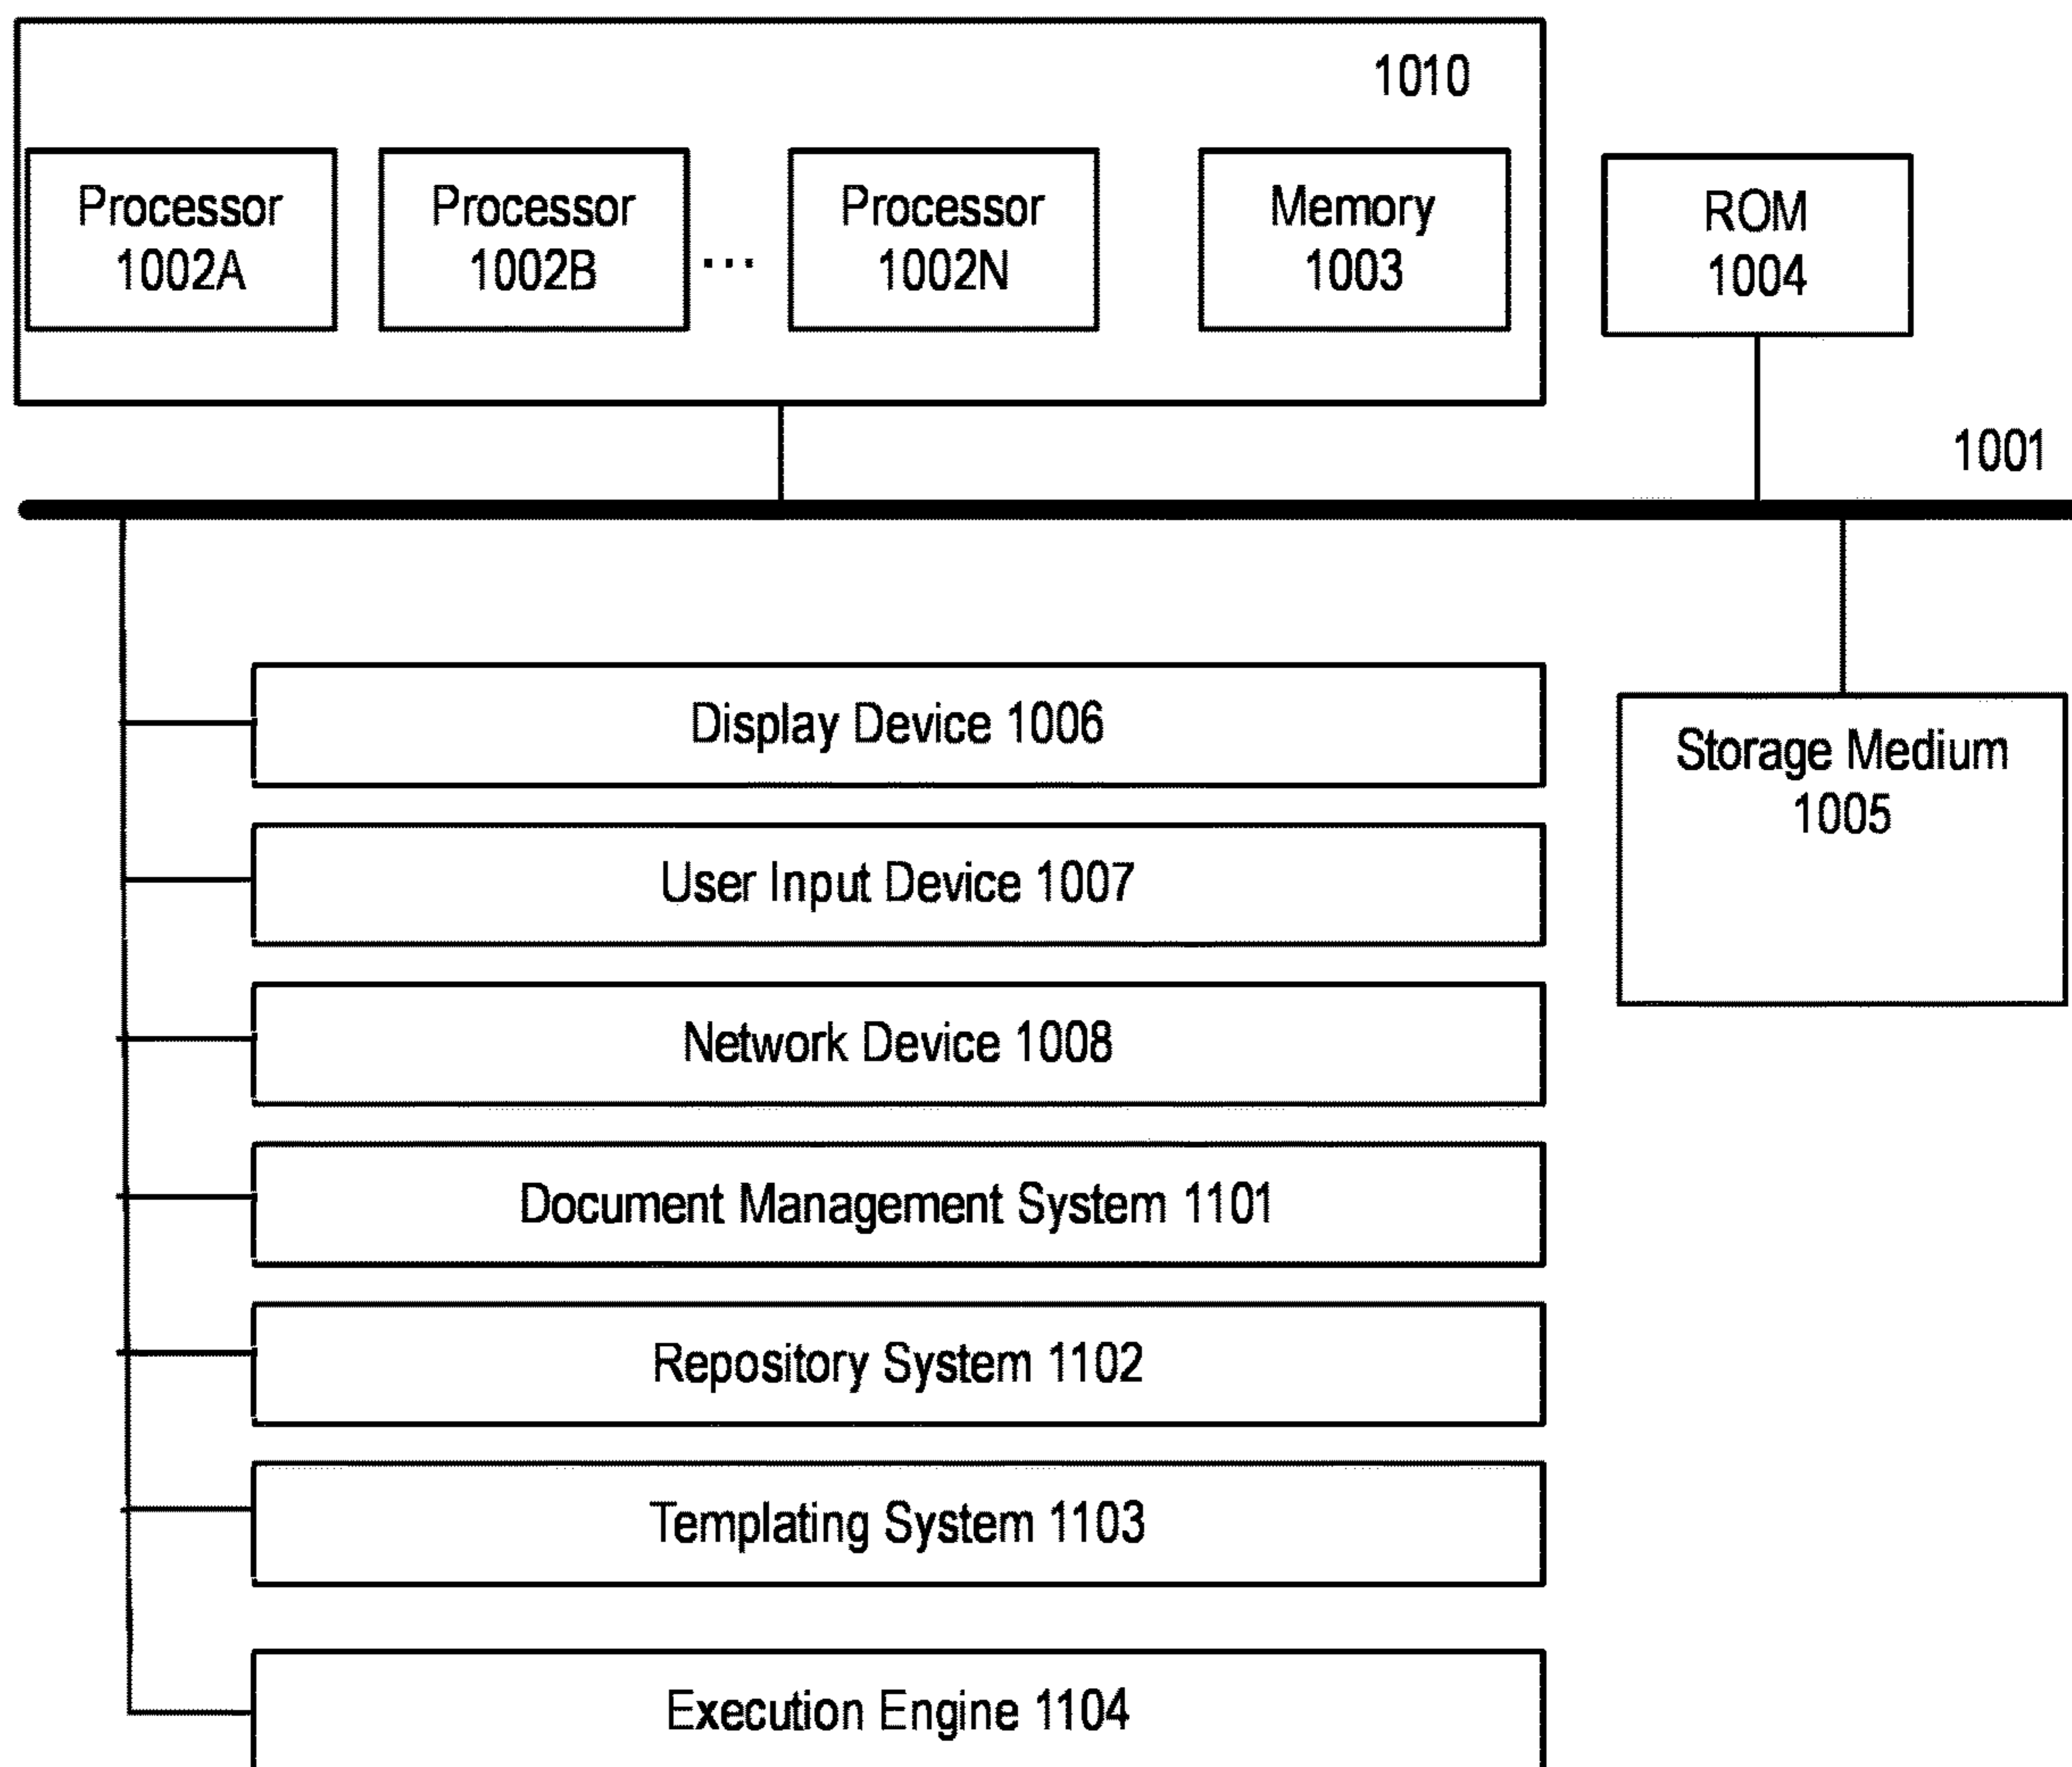 1010
Processor
1002A
Processor
1002B
...
Processor
1002N
Memory
1003
ROM
1004
1001
Display Device 1006
Storage Medium
1005
User Input Device 1007
Network Device 1008
Document Management System 1101
Repository System 1102
Templating System 1103
Execution Engine 1104